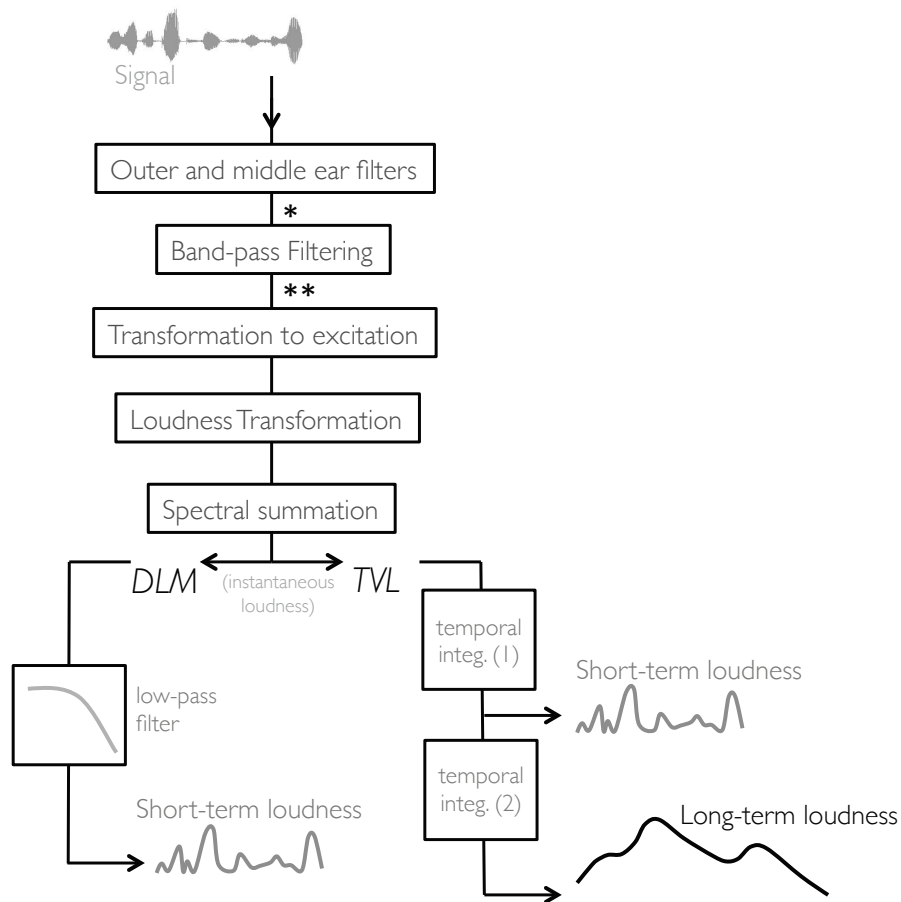 Signal
Outer and middle ear filters
*
Band-pass Filtering
**
Transformation to excitation
Loudness Transformation
Spectral summation
DLM
(instantaneous
loudness)
TVL
temporal
integ. (1)
Short-term loudness
low-pass
filter
temporal
integ. (2)
Short-term loudness
Long-term loudness